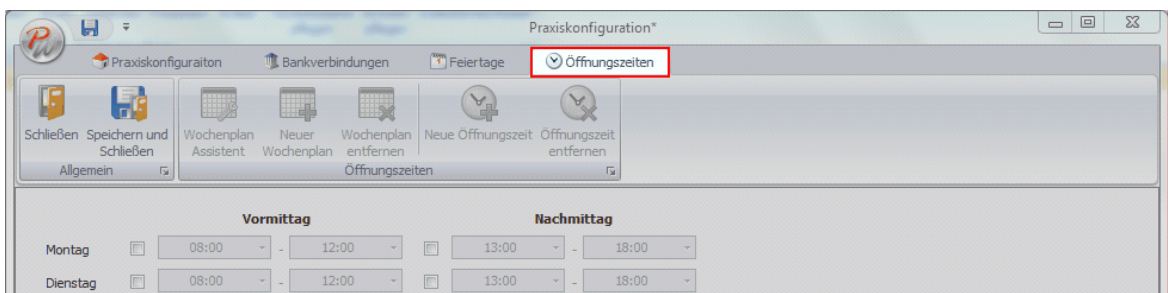 Praxiskonfiguration*
Praxiskonfiguraiton Bankverbindungen Feiertage Öffnungszeiten
Schließen Speichern und Schließen Wochenplan Assistent Neuer Wochenplan Wochenplan entfernen Neue Öffnungszeit Öffnungszeit entfernen
Allgemein Öffnungszeiten
Vormittag Nachmittag
Montag 08:00 - 12:00 13:00 - 18:00
Dienstag 08:00 - 12:00 13:00 - 18:00